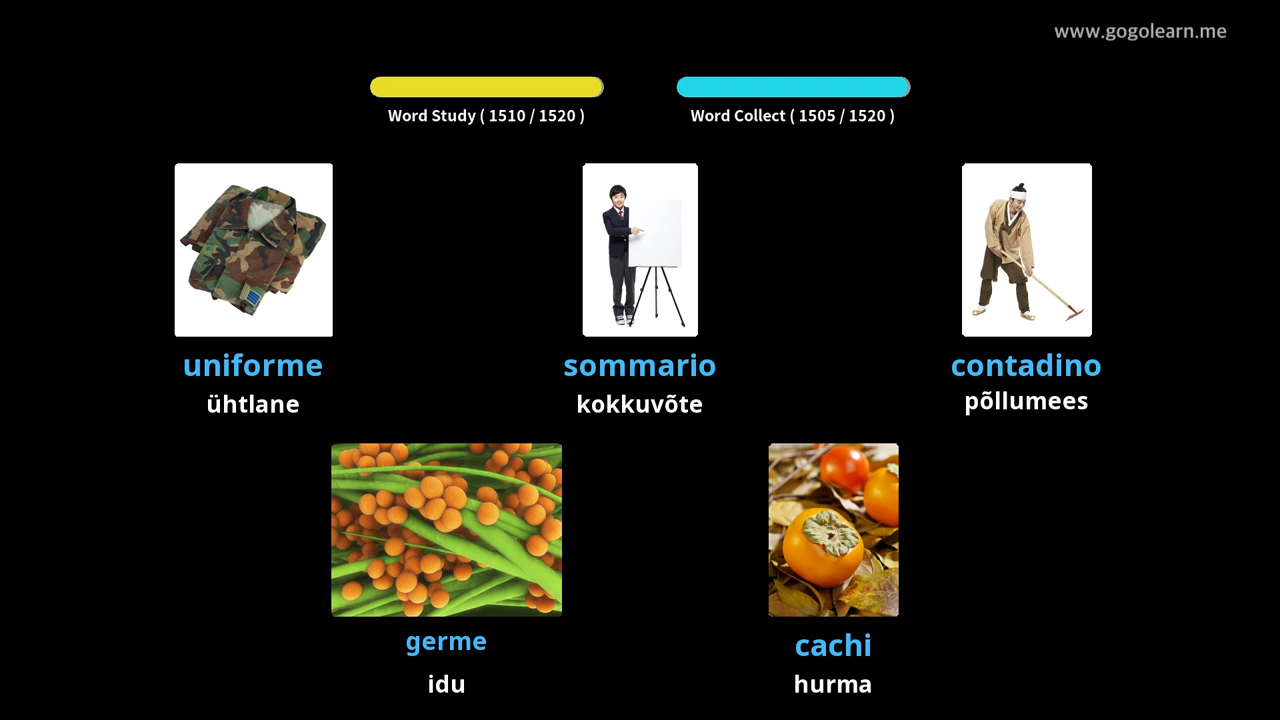 www.gogolearn.me
Word Study ( 1510 / 1520 )
Word Collect ( 1505 / 1520 )
uniforme
ühtlane
sommario
kokkuvõte
contadino
põllumees
germe
idu
cachi
hurma